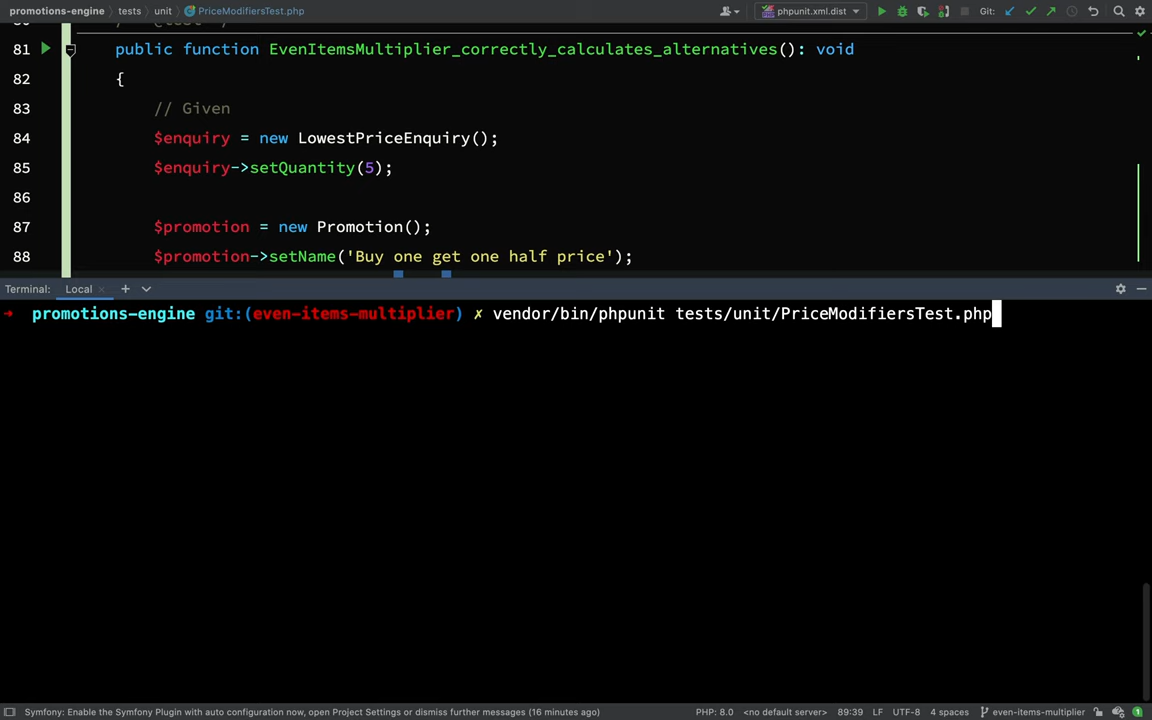 promotions-engine › tests › unit › PriceModifiersTest.php
phpunit.xml.dist
Git:
81 public function EvenItemsMultiplier_correctly_calculates_alternatives(): void
82 {
83 // Given
84 $enquiry = new LowestPriceEnquiry();
85 $enquiry->setQuantity(5);
86
87 $promotion = new Promotion();
88 $promotion->setName('Buy one get one half price');
Terminal: Local × +
→ promotions-engine git:(even-items-multiplier) ✗ vendor/bin/phpunit tests/unit/PriceModifiersTest.php
Symfony: Enable the Symfony Plugin with auto configuration now, open Project Settings or dismiss further messages (16 minutes ago) PHP: 8.0 <no default server> 89:39 LF UTF-8 4 spaces even-items-multiplier 1